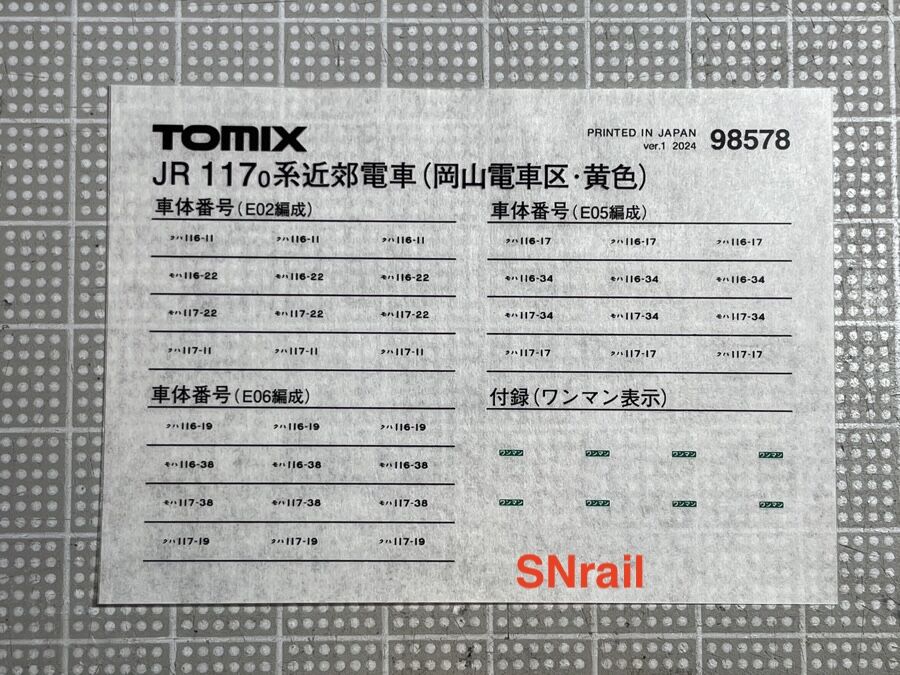 TOMIX
PRINTED IN JAPAN
ver.1 2024
98578
JR 117₀系近郊電車(岡山電車区・黄色)
車体番号(E02編成)
クハ116-11 クハ116-11 クハ116-11
モハ116-22 モハ116-22 モハ116-22
モハ117-22 モハ117-22 モハ117-22
クハ117-11 クハ117-11 クハ117-11
車体番号(E05編成)
クハ116-17 クハ116-17 クハ116-17
モハ116-34 モハ116-34 モハ116-34
モハ117-34 モハ117-34 モハ117-34
クハ117-17 クハ117-17 クハ117-17
車体番号(E06編成)
クハ116-19 クハ116-19 クハ116-19
モハ116-38 モハ116-38 モハ116-38
モハ117-38 モハ117-38 モハ117-38
クハ117-19 クハ117-19 クハ117-19
付録(ワンマン表示)
ワンマン ワンマン ワンマン ワンマン
ワンマン ワンマン ワンマン ワンマン
SNrail